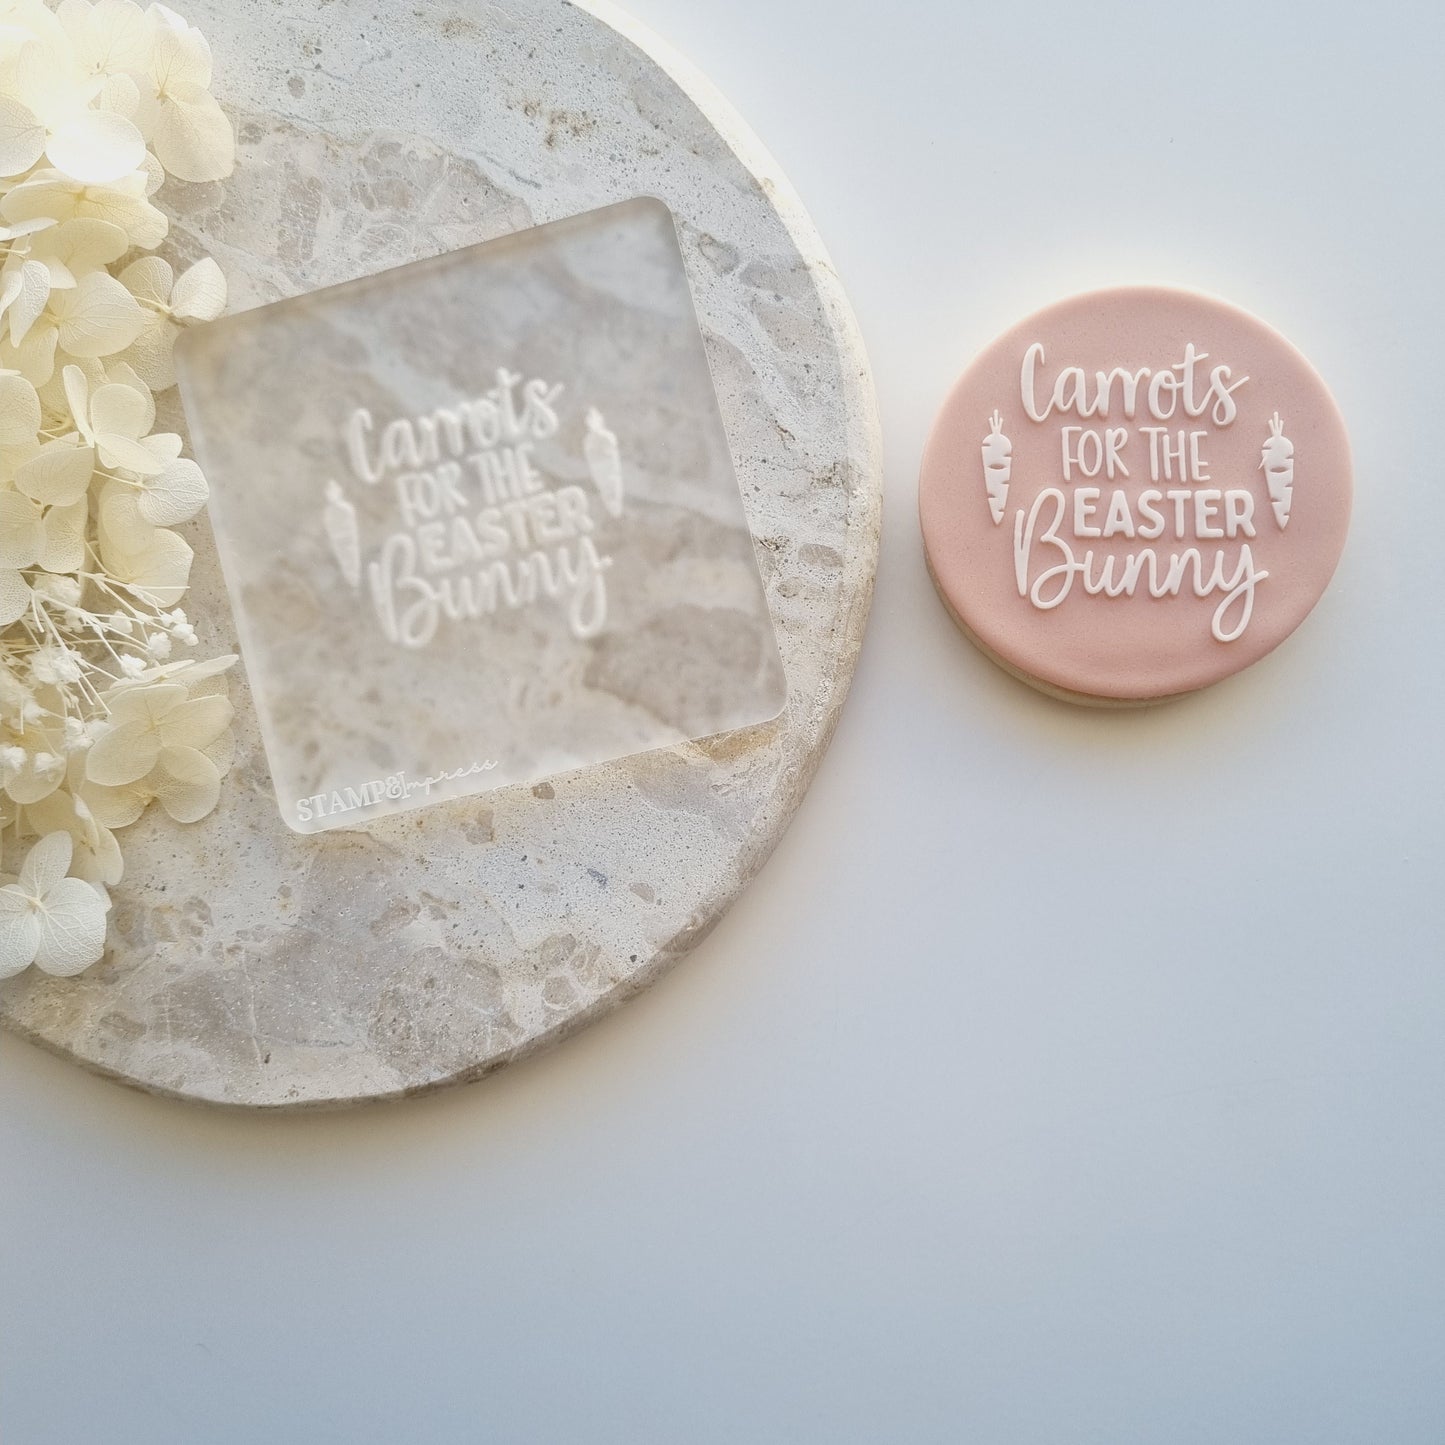 Carrots
FOR THE
EASTER
Bunny
STAMP&Impress
Carrots
FOR THE
EASTER
Bunny